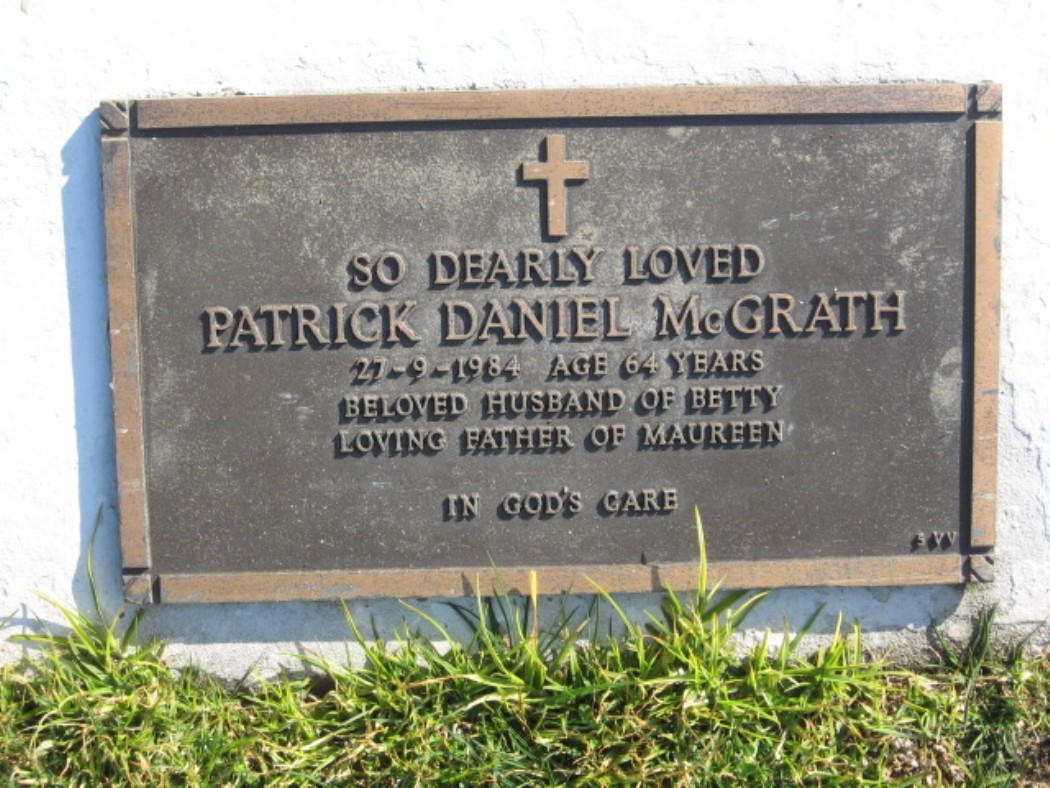 SO DEARLY LOVED
PATRICK DANIEL McGRATH
27-9-1984 AGE 64 YEARS
BELOVED HUSBAND OF BETTY
LOVING FATHER OF MAUREEN
IN GOD'S CARE